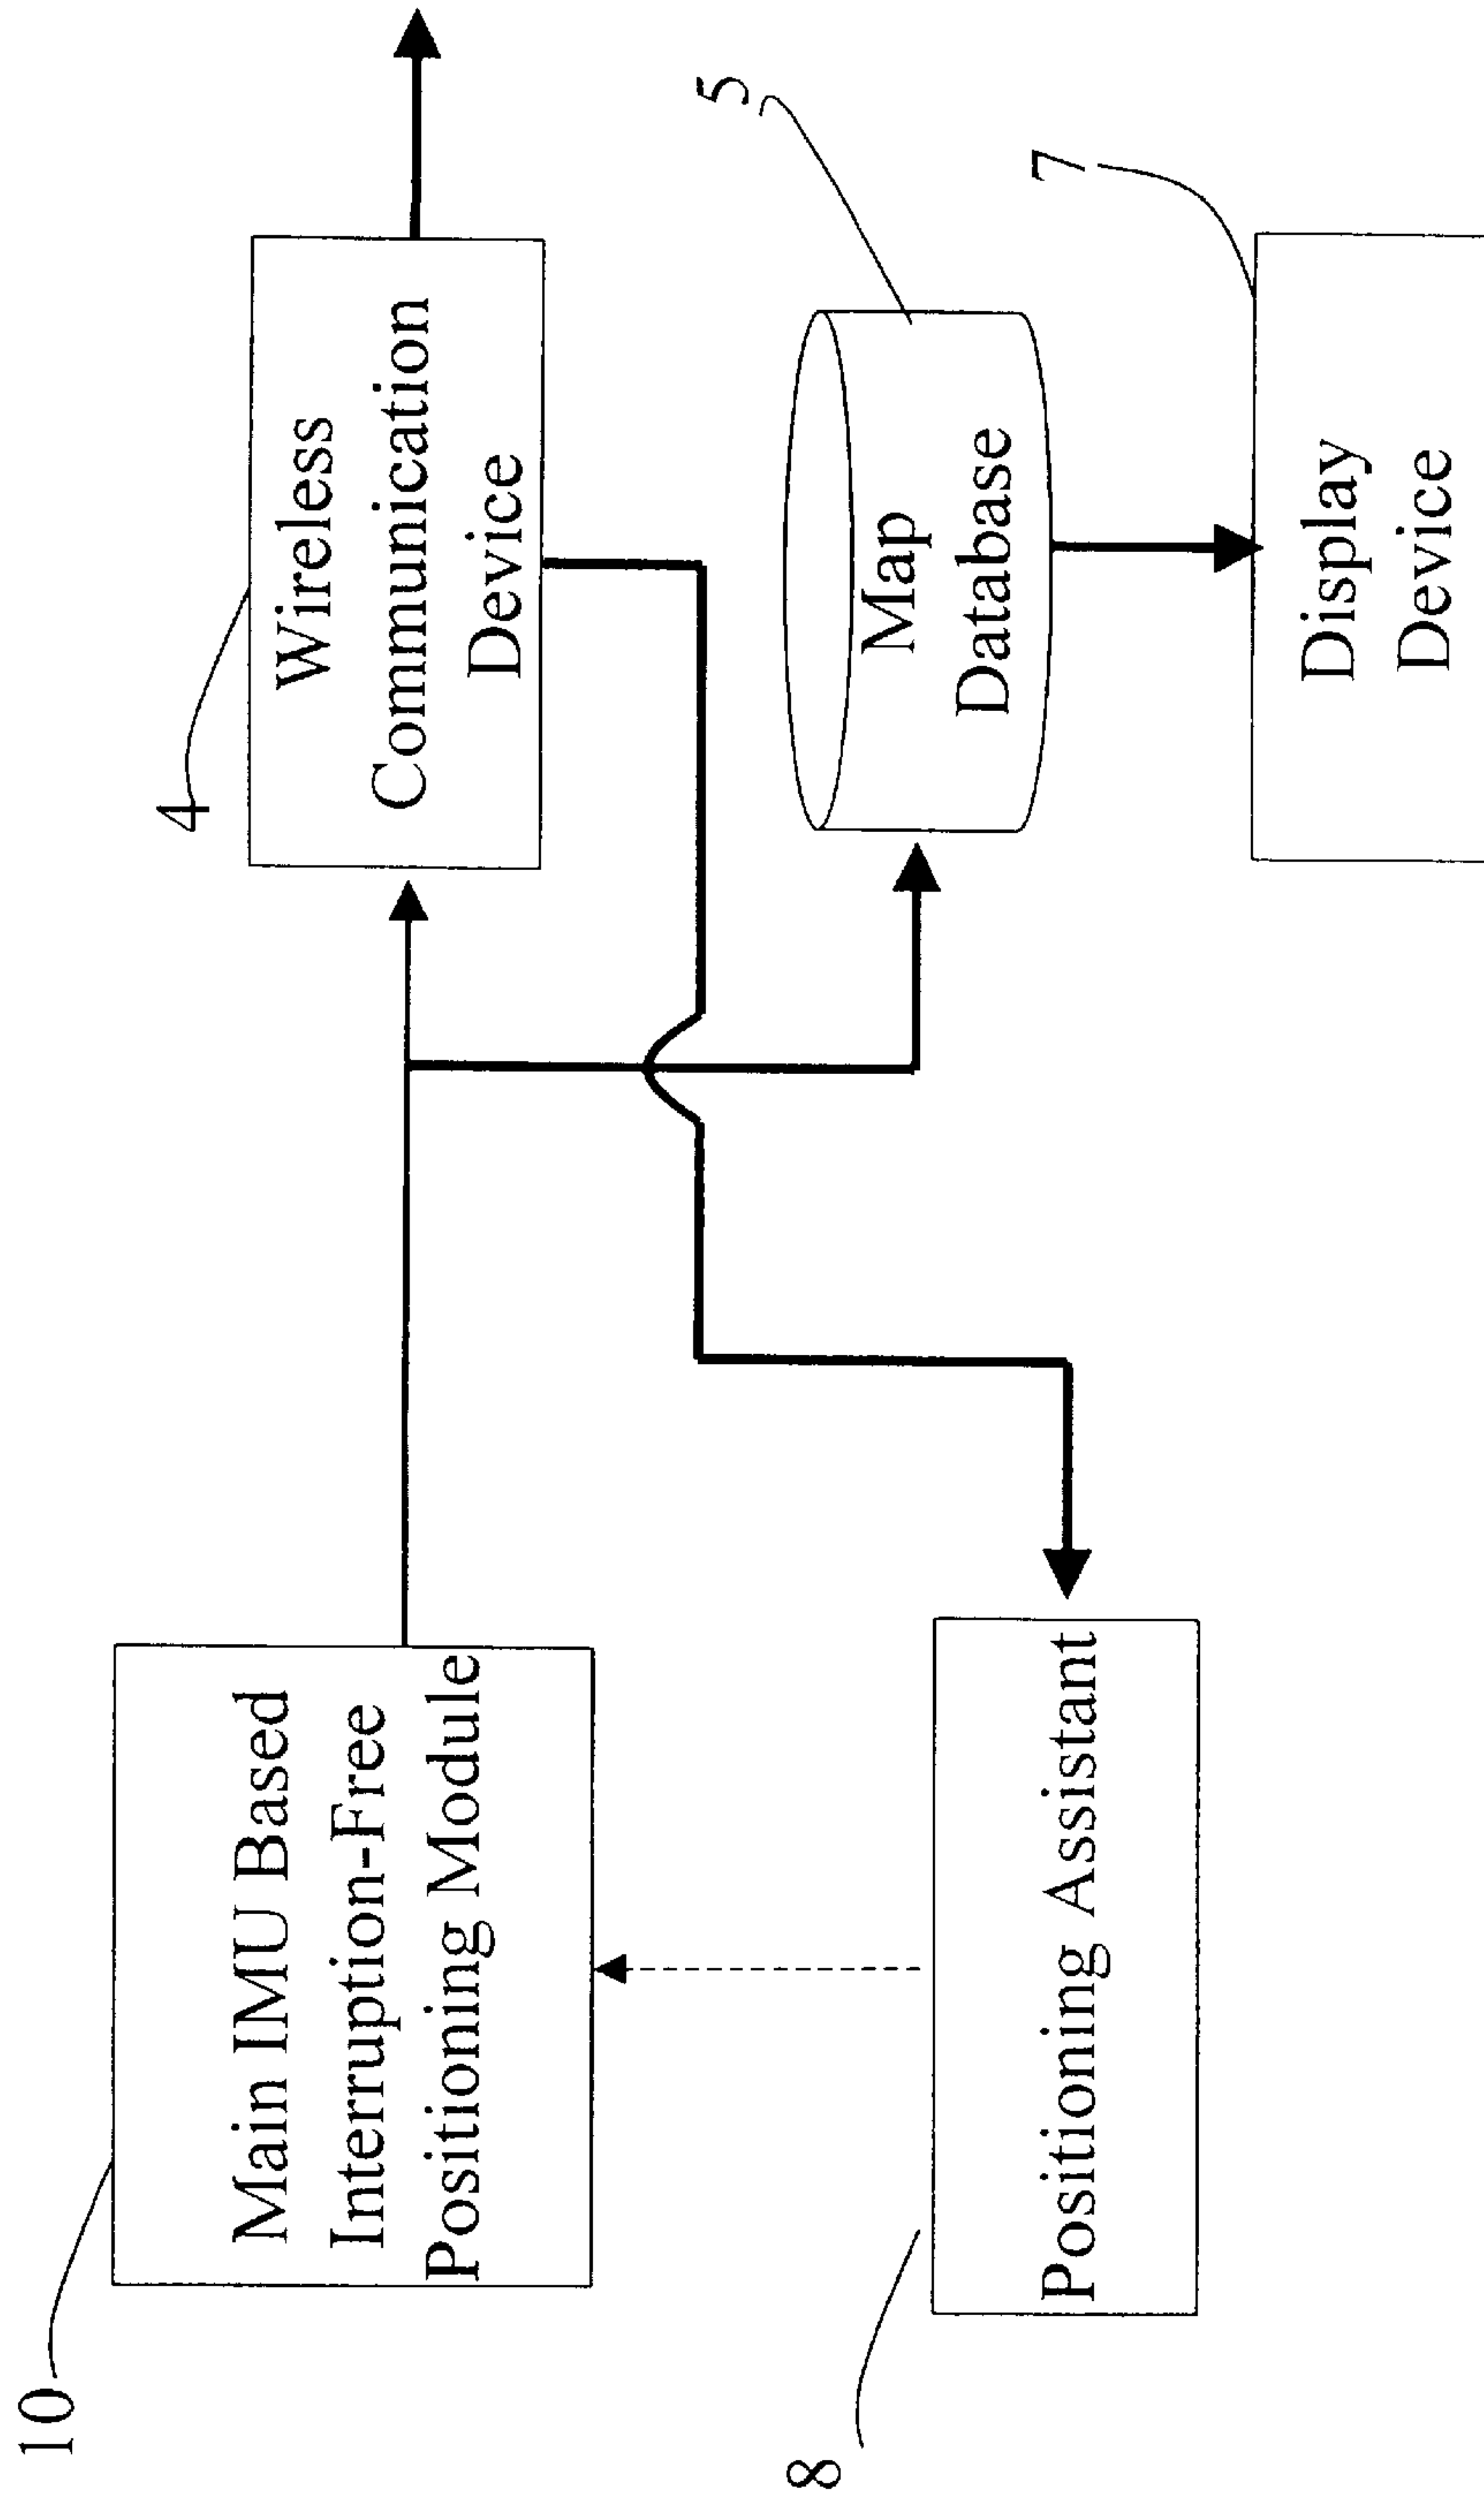 10
Main IMU Based
Interruption-Free
Positioning Module
4
Wireless
Communication
Device
5
Map
Database
8
Positioning Assistant
7
Display
Device